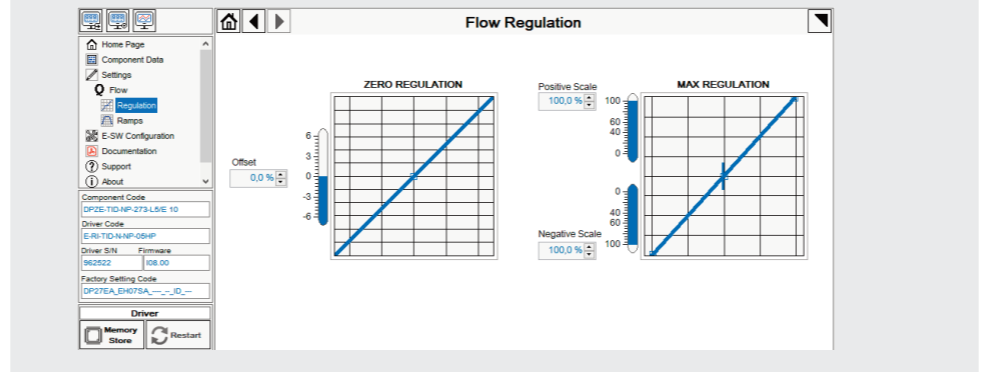 Flow Regulation
Home Page
Component Data
Settings
Q Flow
Regulation
Ramps
E-SW Configuration
Documentation
? Support
i About
Component Code
DPZE-TID-NP-273-L5/E 10
Driver Code
E-RI-TID-N-NP-05HP
Driver S/N Firmware
962522 I08.00
Factory Setting Code
DP27EA_EH07SA_---_--_ID_---
Driver
Memory
Store
Restart
ZERO REGULATION
Offset
0,0 %
6
3
0
-3
-6
Positive Scale
100,0 %
MAX REGULATION
100
60
40
0
0
40
60
100
Negative Scale
100,0 %